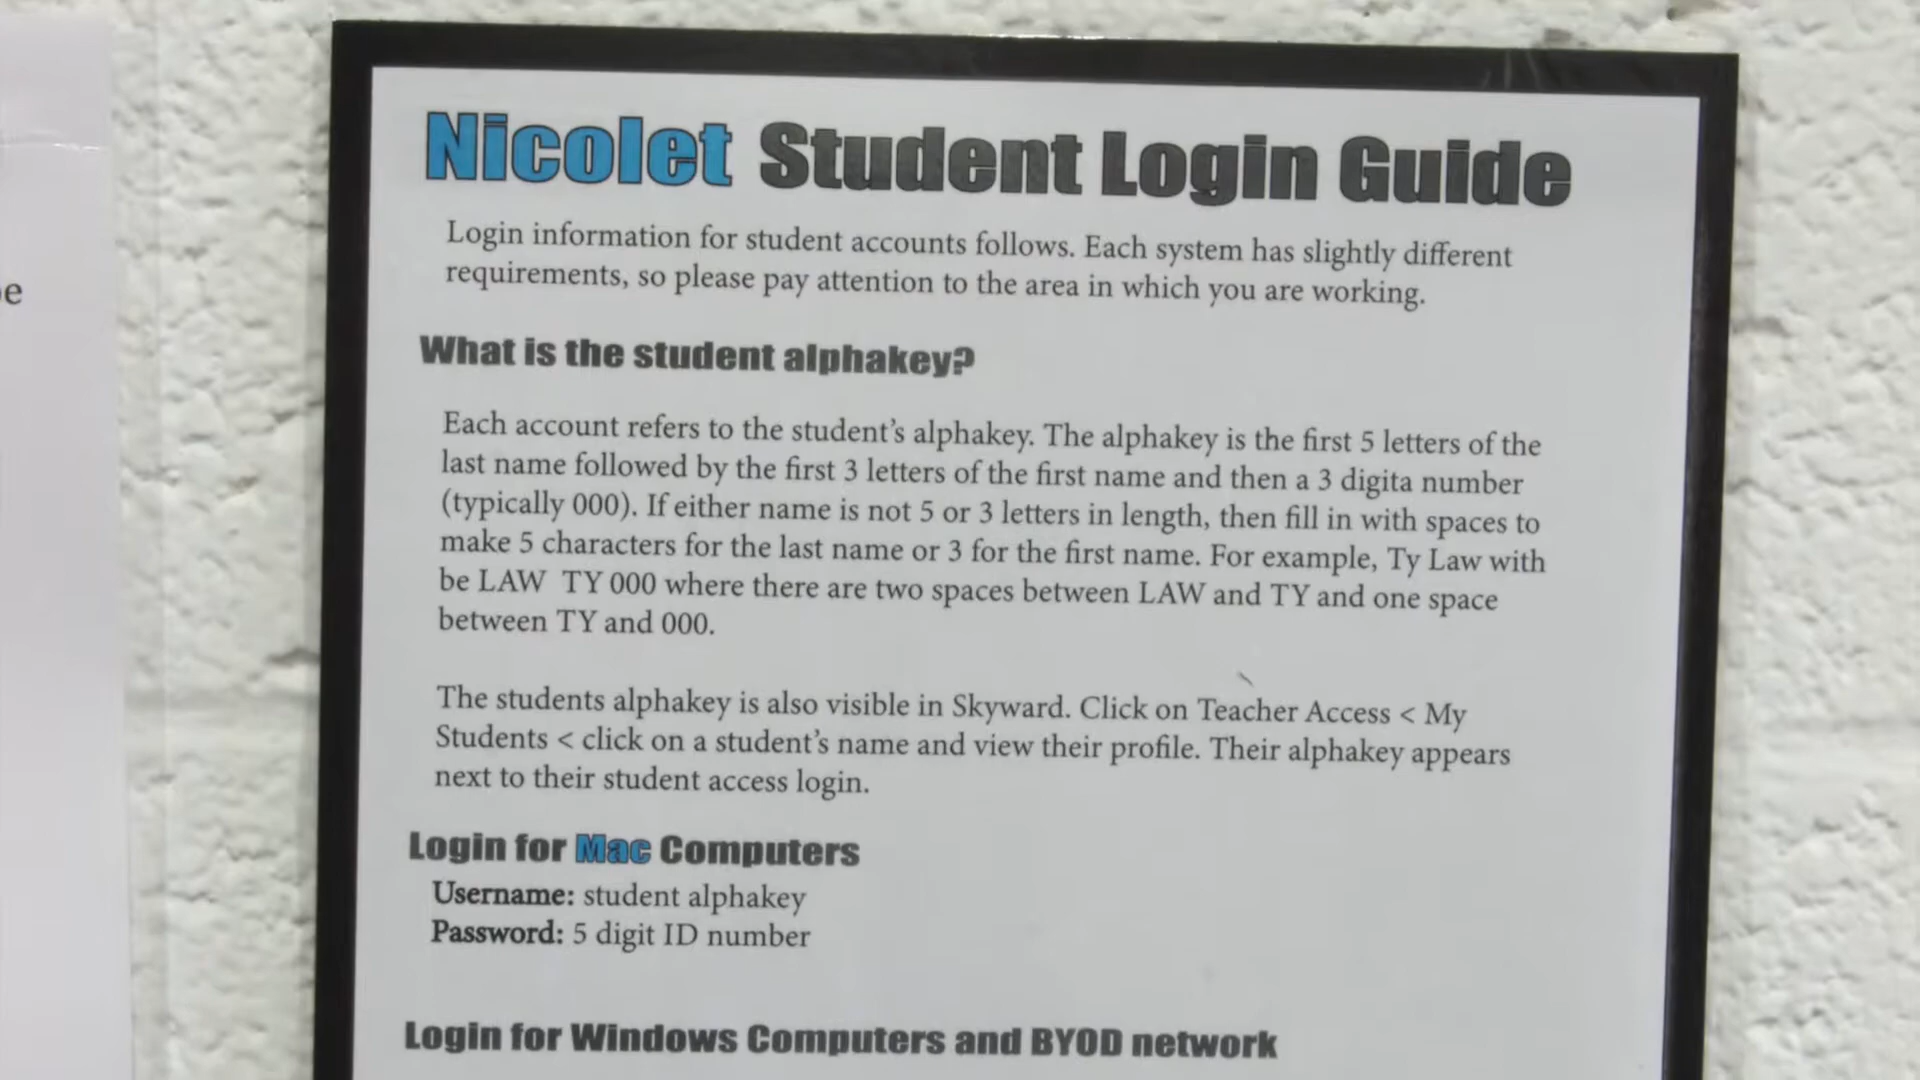 Nicolet Student Login Guide
Login information for student accounts follows. Each system has slightly different
requirements, so please pay attention to the area in which you are working.
What is the student alphakey?
Each account refers to the student's alphakey. The alphakey is the first 5 letters of the
last name followed by the first 3 letters of the first name and then a 3 digita number
(typically 000). If either name is not 5 or 3 letters in length, then fill in with spaces to
make 5 characters for the last name or 3 for the first name. For example, Ty Law with
be LAW  TY 000 where there are two spaces between LAW and TY and one space
between TY and 000.
The students alphakey is also visible in Skyward. Click on Teacher Access < My
Students < click on a student's name and view their profile. Their alphakey appears
next to their student access login.
Login for Mac Computers
Username: student alphakey
Password: 5 digit ID number
Login for Windows Computers and BYOD network